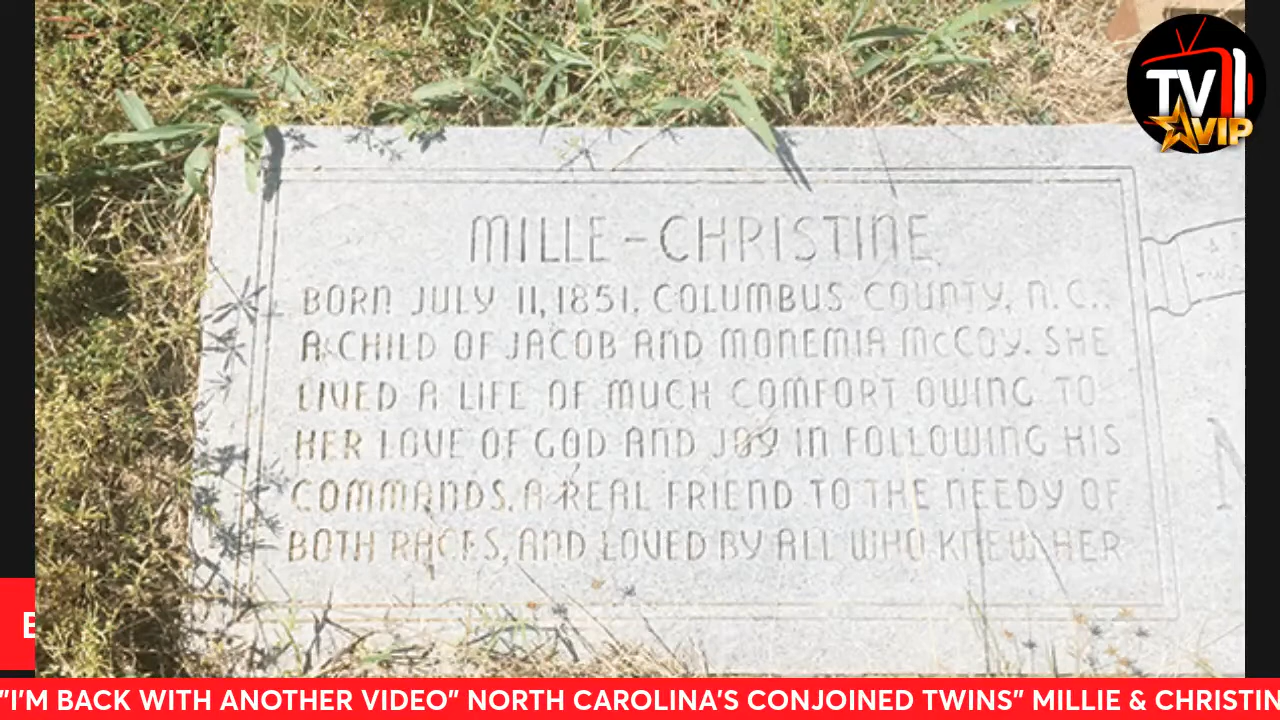 TV
VIP
MILLE - CHRISTINE
BORN JULY 11, 1851, COLUMBUS COUNTY, N.C.,
A CHILD OF JACOB AND MONEMIA McCOY. SHE
LIVED A LIFE OF MUCH COMFORT OWING TO
HER LOVE OF GOD AND JOY IN FOLLOWING HIS
COMMANDS. A REAL FRIEND TO THE NEEDY OF
BOTH RACES, AND LOVED BY ALL WHO KNEW HER
"I'M BACK WITH ANOTHER VIDEO" NORTH CAROLINA'S CONJOINED TWINS" MILLIE & CHRISTIN